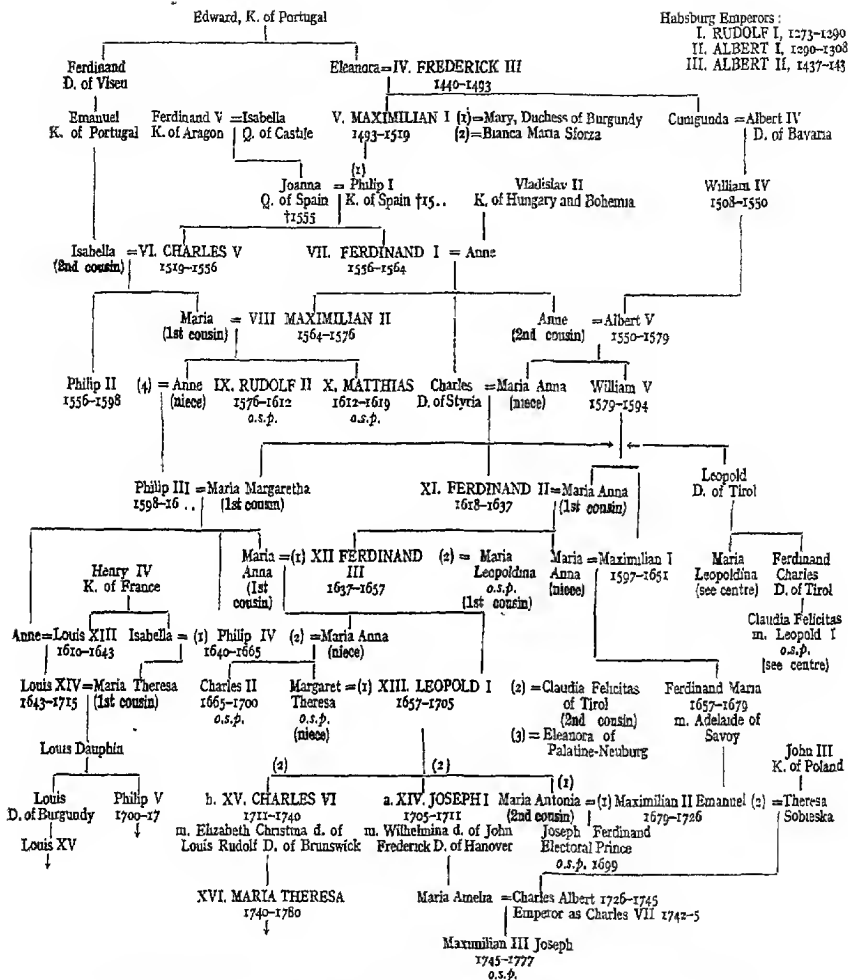 Edward, K. of Portugal
Habsburg Emperors :
I. RUDOLF I, 1273-1290
II. ALBERT I, 1290-1308
III. ALBERT II, 1437-143
Ferdinand
D. of Viseu
Eleanora = IV. FREDERICK III
1440-1493
Emanuel
K. of Portugal
Ferdinand V = Isabella
K. of Aragon Q. of Castile
V. MAXIMILIAN I (1) = Mary, Duchess of Burgundy
1493-1519 (2) = Bianca Maria Sforza
Cunigunda = Albert IV
D. of Bavaria
(1)
Joanna = Philip I
Q. of Spain K. of Spain †15..
†1555
Vladislav II
K. of Hungary and Bohemia
William IV
1508-1550
Isabella = VI. CHARLES V
(2nd cousin) 1519-1556
VII. FERDINAND I = Anne
1556-1564
Maria = VIII MAXIMILIAN II
(1st cousin) 1564-1576
Anne = Albert V
(2nd cousin) 1550-1579
Philip II (4) = Anne
1556-1598 (niece)
IX. RUDOLF II
1576-1612
o.s.p.
X. MATTHIAS
1612-1619
o.s.p.
Charles = Maria Anna
D. of Styria (niece)
William V
1579-1594
Philip III = Maria Margaretha
1598-16 .. (1st cousin)
XI. FERDINAND II = Maria Anna
1618-1637 (1st cousin)
Leopold
D. of Tirol
Henry IV
K. of France
Maria = (1) XII FERDINAND (2) = Maria
Anna III Leopoldina
(1st 1637-1657 o.s.p.
cousin) (1st cousin)
Maria = Maximilian I
Anna 1597-1651
(niece)
Maria
Leopoldina
(see centre)
Ferdinand
Charles
D. of Tirol
Claudia Felicitas
m. Leopold I
o.s.p.
[see centre)
Anne = Louis XIII
1610-1643
Isabella = (1) Philip IV (2) = Maria Anna
1640-1665 (niece)
Louis XIV = Maria Theresa
1643-1715 (1st cousin)
Charles II
1665-1700
o.s.p.
Margaret = (1) XIII. LEOPOLD I (2) = Claudia Felicitas
Theresa 1657-1705 of Tirol
o.s.p. (2nd cousin)
(niece) (3) = Eleanora of
Palatine-Neuburg
Ferdinand Maria
1657-1679
m. Adelaide of
Savoy
Louis Dauphin
John III
K. of Poland
(2) (2) (1)
Louis
D. of Burgundy
Philip V
1700-17
Louis XV
b. XV. CHARLES VI
1711-1740
m. Elizabeth Christina d. of
Louis Rudolf D. of Brunswick
a. XIV. JOSEPH I
1705-1711
m. Wilhelmina d. of John
Frederick D. of Hanover
Maria Antonia = (1) Maximilian II Emanuel (2) = Theresa
(2nd cousin) 1679-1726 Sobieska
Joseph Ferdinand
Electoral Prince
o.s.p. 1699
XVI. MARIA THERESA
1740-1780
Maria Amelia = Charles Albert 1726-1745
Emperor as Charles VII 1742-5
Maximilian III Joseph
1745-1777
o.s.p.